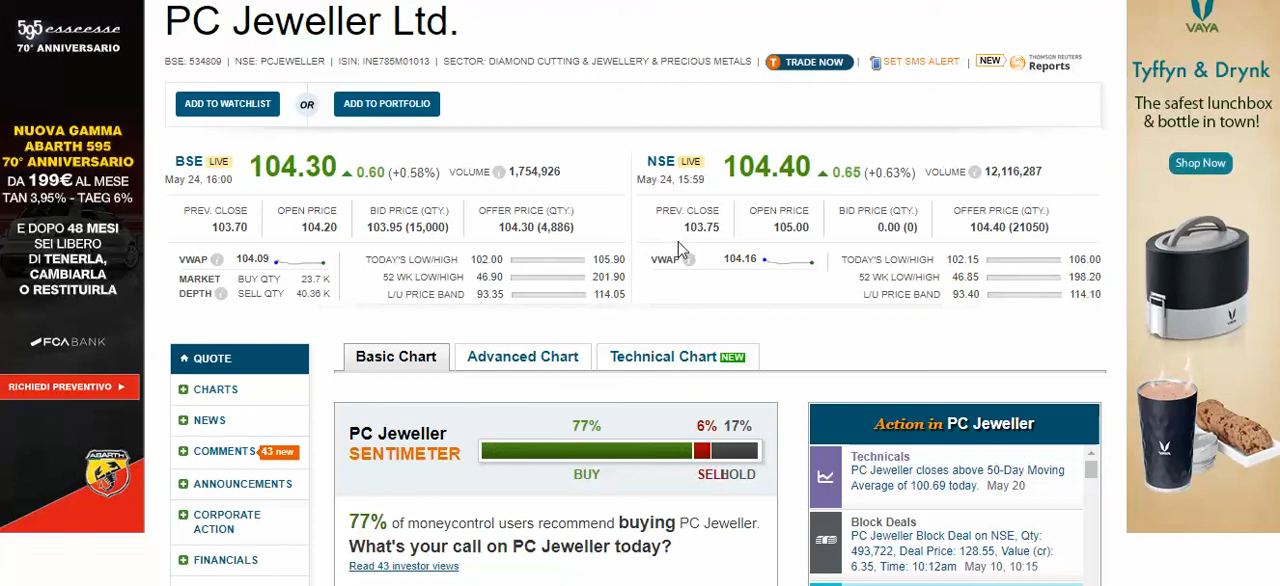 595 esseesse
70° ANNIVERSARIO
NUOVA GAMMA
ABARTH 595
70° ANNIVERSARIO
DA 199€ AL MESE
TAN 3,95% - TAEG 6%
E DOPO 48 MESI
SEI LIBERO
DI TENERLA,
CAMBIARLA
O RESTITUIRLA
FCA BANK
RICHIEDI PREVENTIVO
ABARTH
PC Jeweller Ltd.
BSE: 534809 | NSE: PCJEWELLER | ISIN: INE785M01013 | SECTOR: DIAMOND CUTTING & JEWELLERY & PRECIOUS METALS |
T TRADE NOW | SET SMS ALERT | NEW THOMSON REUTERS Reports
ADD TO WATCHLIST OR ADD TO PORTFOLIO
BSE LIVE 104.30 0.60 (+0.58%) VOLUME 1,754,926
May 24, 16:00
PREV. CLOSE OPEN PRICE BID PRICE (QTY.) OFFER PRICE (QTY.)
103.70 104.20 103.95 (15,000) 104.30 (4,886)
VWAP 104.09 TODAY'S LOW/HIGH 102.00 105.90
MARKET BUY QTY 23.7 K 52 WK LOW/HIGH 46.90 201.90
DEPTH SELL QTY 40.36 K L/U PRICE BAND 93.35 114.05
NSE LIVE 104.40 0.65 (+0.63%) VOLUME 12,116,287
May 24, 15:59
PREV. CLOSE OPEN PRICE BID PRICE (QTY.) OFFER PRICE (QTY.)
103.75 105.00 0.00 (0) 104.40 (21050)
VWAP 104.16 TODAY'S LOW/HIGH 102.15 106.00
52 WK LOW/HIGH 46.85 198.20
L/U PRICE BAND 93.40 114.10
QUOTE
CHARTS
NEWS
COMMENTS 43 new
ANNOUNCEMENTS
CORPORATE
ACTION
FINANCIALS
Basic Chart Advanced Chart Technical Chart NEW
PC Jeweller
SENTIMETER
77% 6% 17%
BUY SELL HOLD
77% of moneycontrol users recommend buying PC Jeweller.
What's your call on PC Jeweller today?
Read 43 investor views
Action in PC Jeweller
Technicals
PC Jeweller closes above 50-Day Moving
Average of 100.69 today. May 20
Block Deals
PC Jeweller Block Deal on NSE, Qty:
493,722, Deal Price: 128.55, Value (cr):
6.35, Time: 10:12am May 10, 10:15
VAYA
Tyffyn & Drynk
The safest lunchbox
& bottle in town!
Shop Now